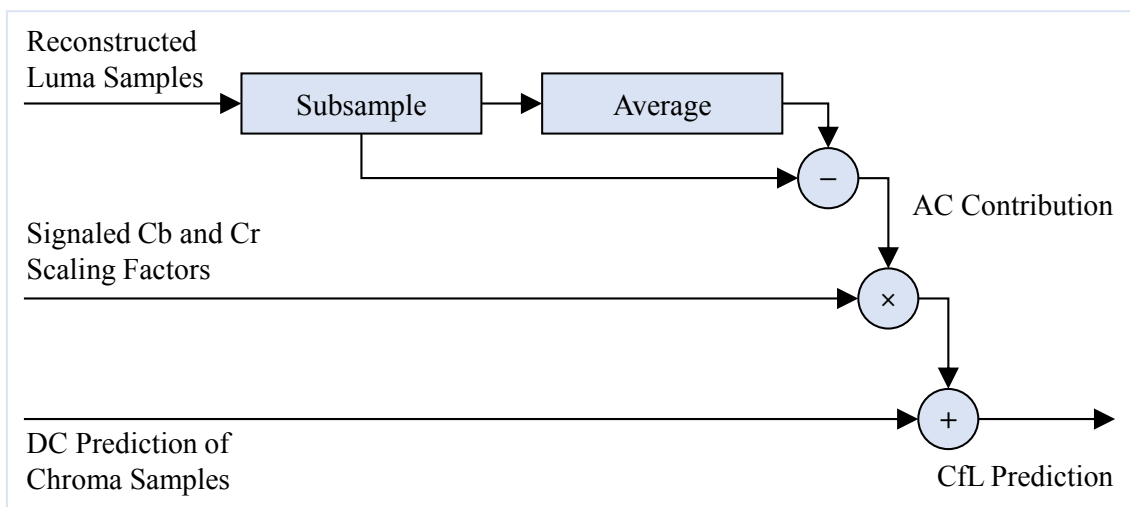 Reconstructed
Luma Samples
Subsample
Average
−
AC Contribution
Signaled Cb and Cr
Scaling Factors
×
+
DC Prediction of
Chroma Samples
CfL Prediction